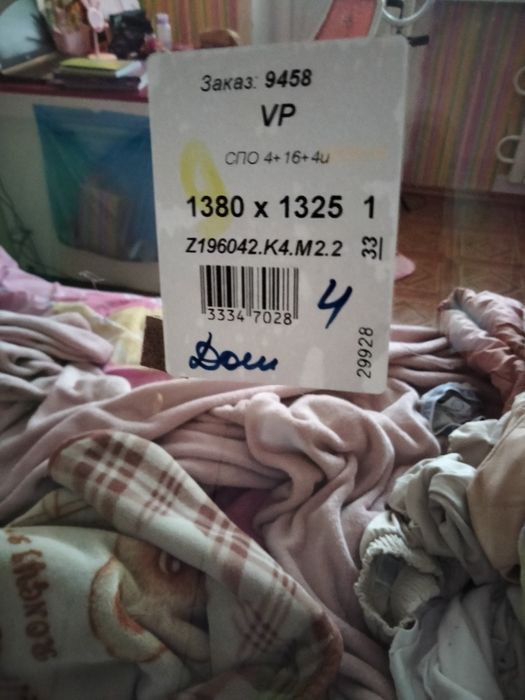 Заказ: 9458
VP
СПО 4+16+4и
1380 x 1325 1
Z196042.K4.M2.2
33
3334 7028
4
Дом
29928